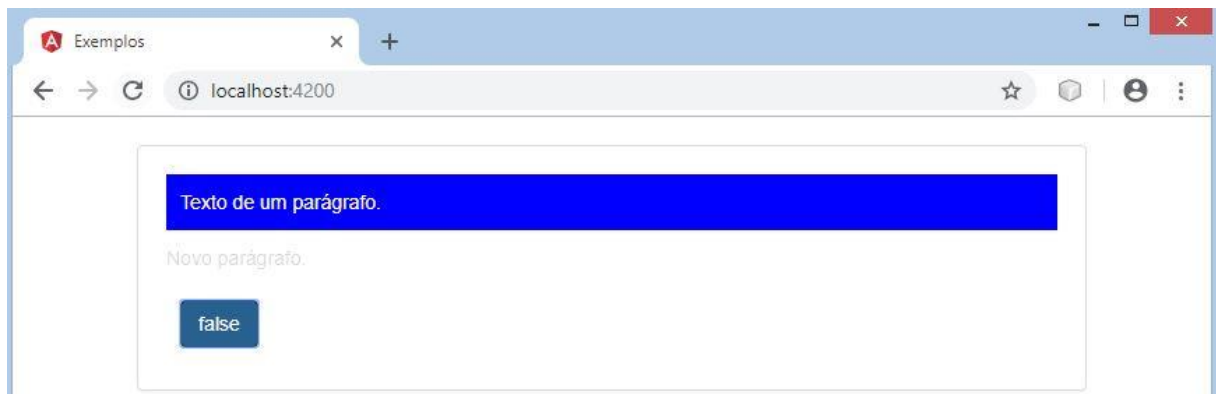 Exemplos
localhost:4200
Texto de um parágrafo.
Novo parágrafo.
false